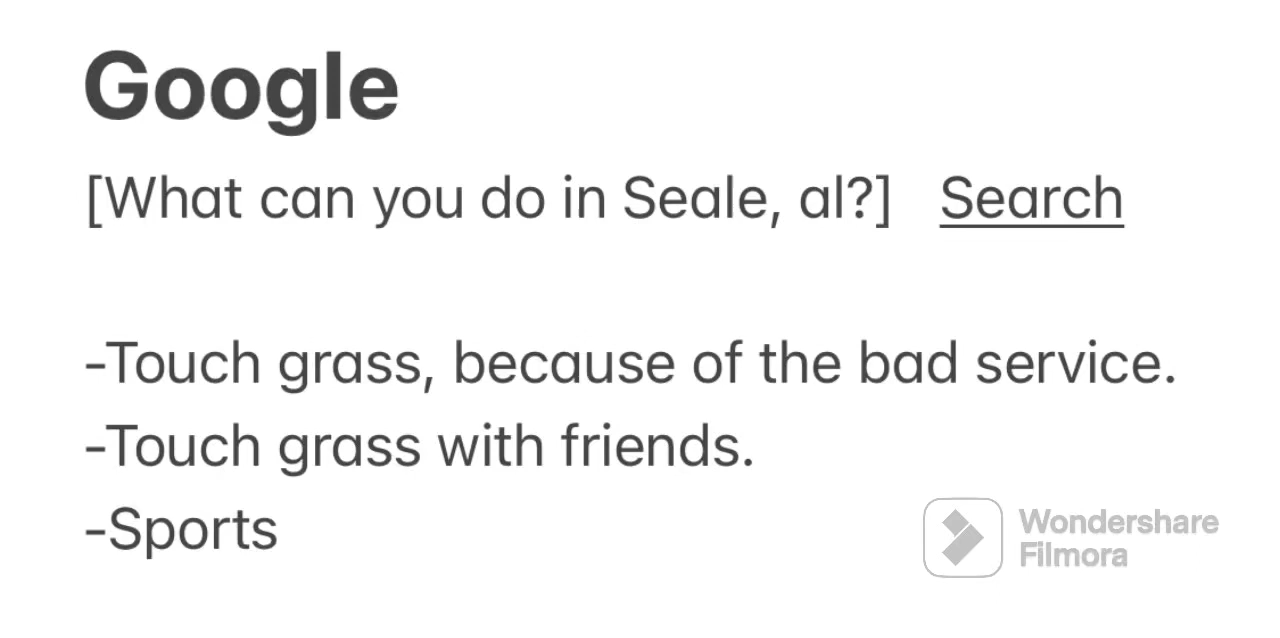 Google
[What can you do in Seale, al?] Search
-Touch grass, because of the bad service.
-Touch grass with friends.
-Sports
Wondershare
Filmora